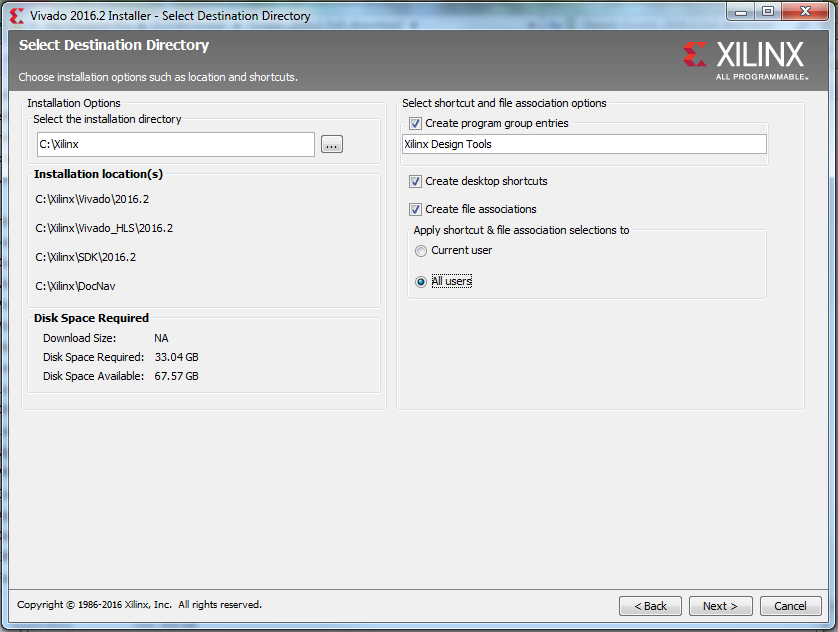 Vivado 2016.2 Installer - Select Destination Directory
Select Destination Directory
Choose installation options such as location and shortcuts.
XILINX
ALL PROGRAMMABLE™
Installation Options
Select the installation directory
C:\Xilinx
...
Installation location(s)
C:\Xilinx\Vivado\2016.2
C:\Xilinx\Vivado_HLS\2016.2
C:\Xilinx\SDK\2016.2
C:\Xilinx\DocNav
Disk Space Required
Download Size: NA
Disk Space Required: 33.04 GB
Disk Space Available: 67.57 GB
Select shortcut and file association options
Create program group entries
Xilinx Design Tools
Create desktop shortcuts
Create file associations
Apply shortcut & file association selections to
Current user
All users
Copyright © 1986-2016 Xilinx, Inc. All rights reserved.
< Back
Next >
Cancel